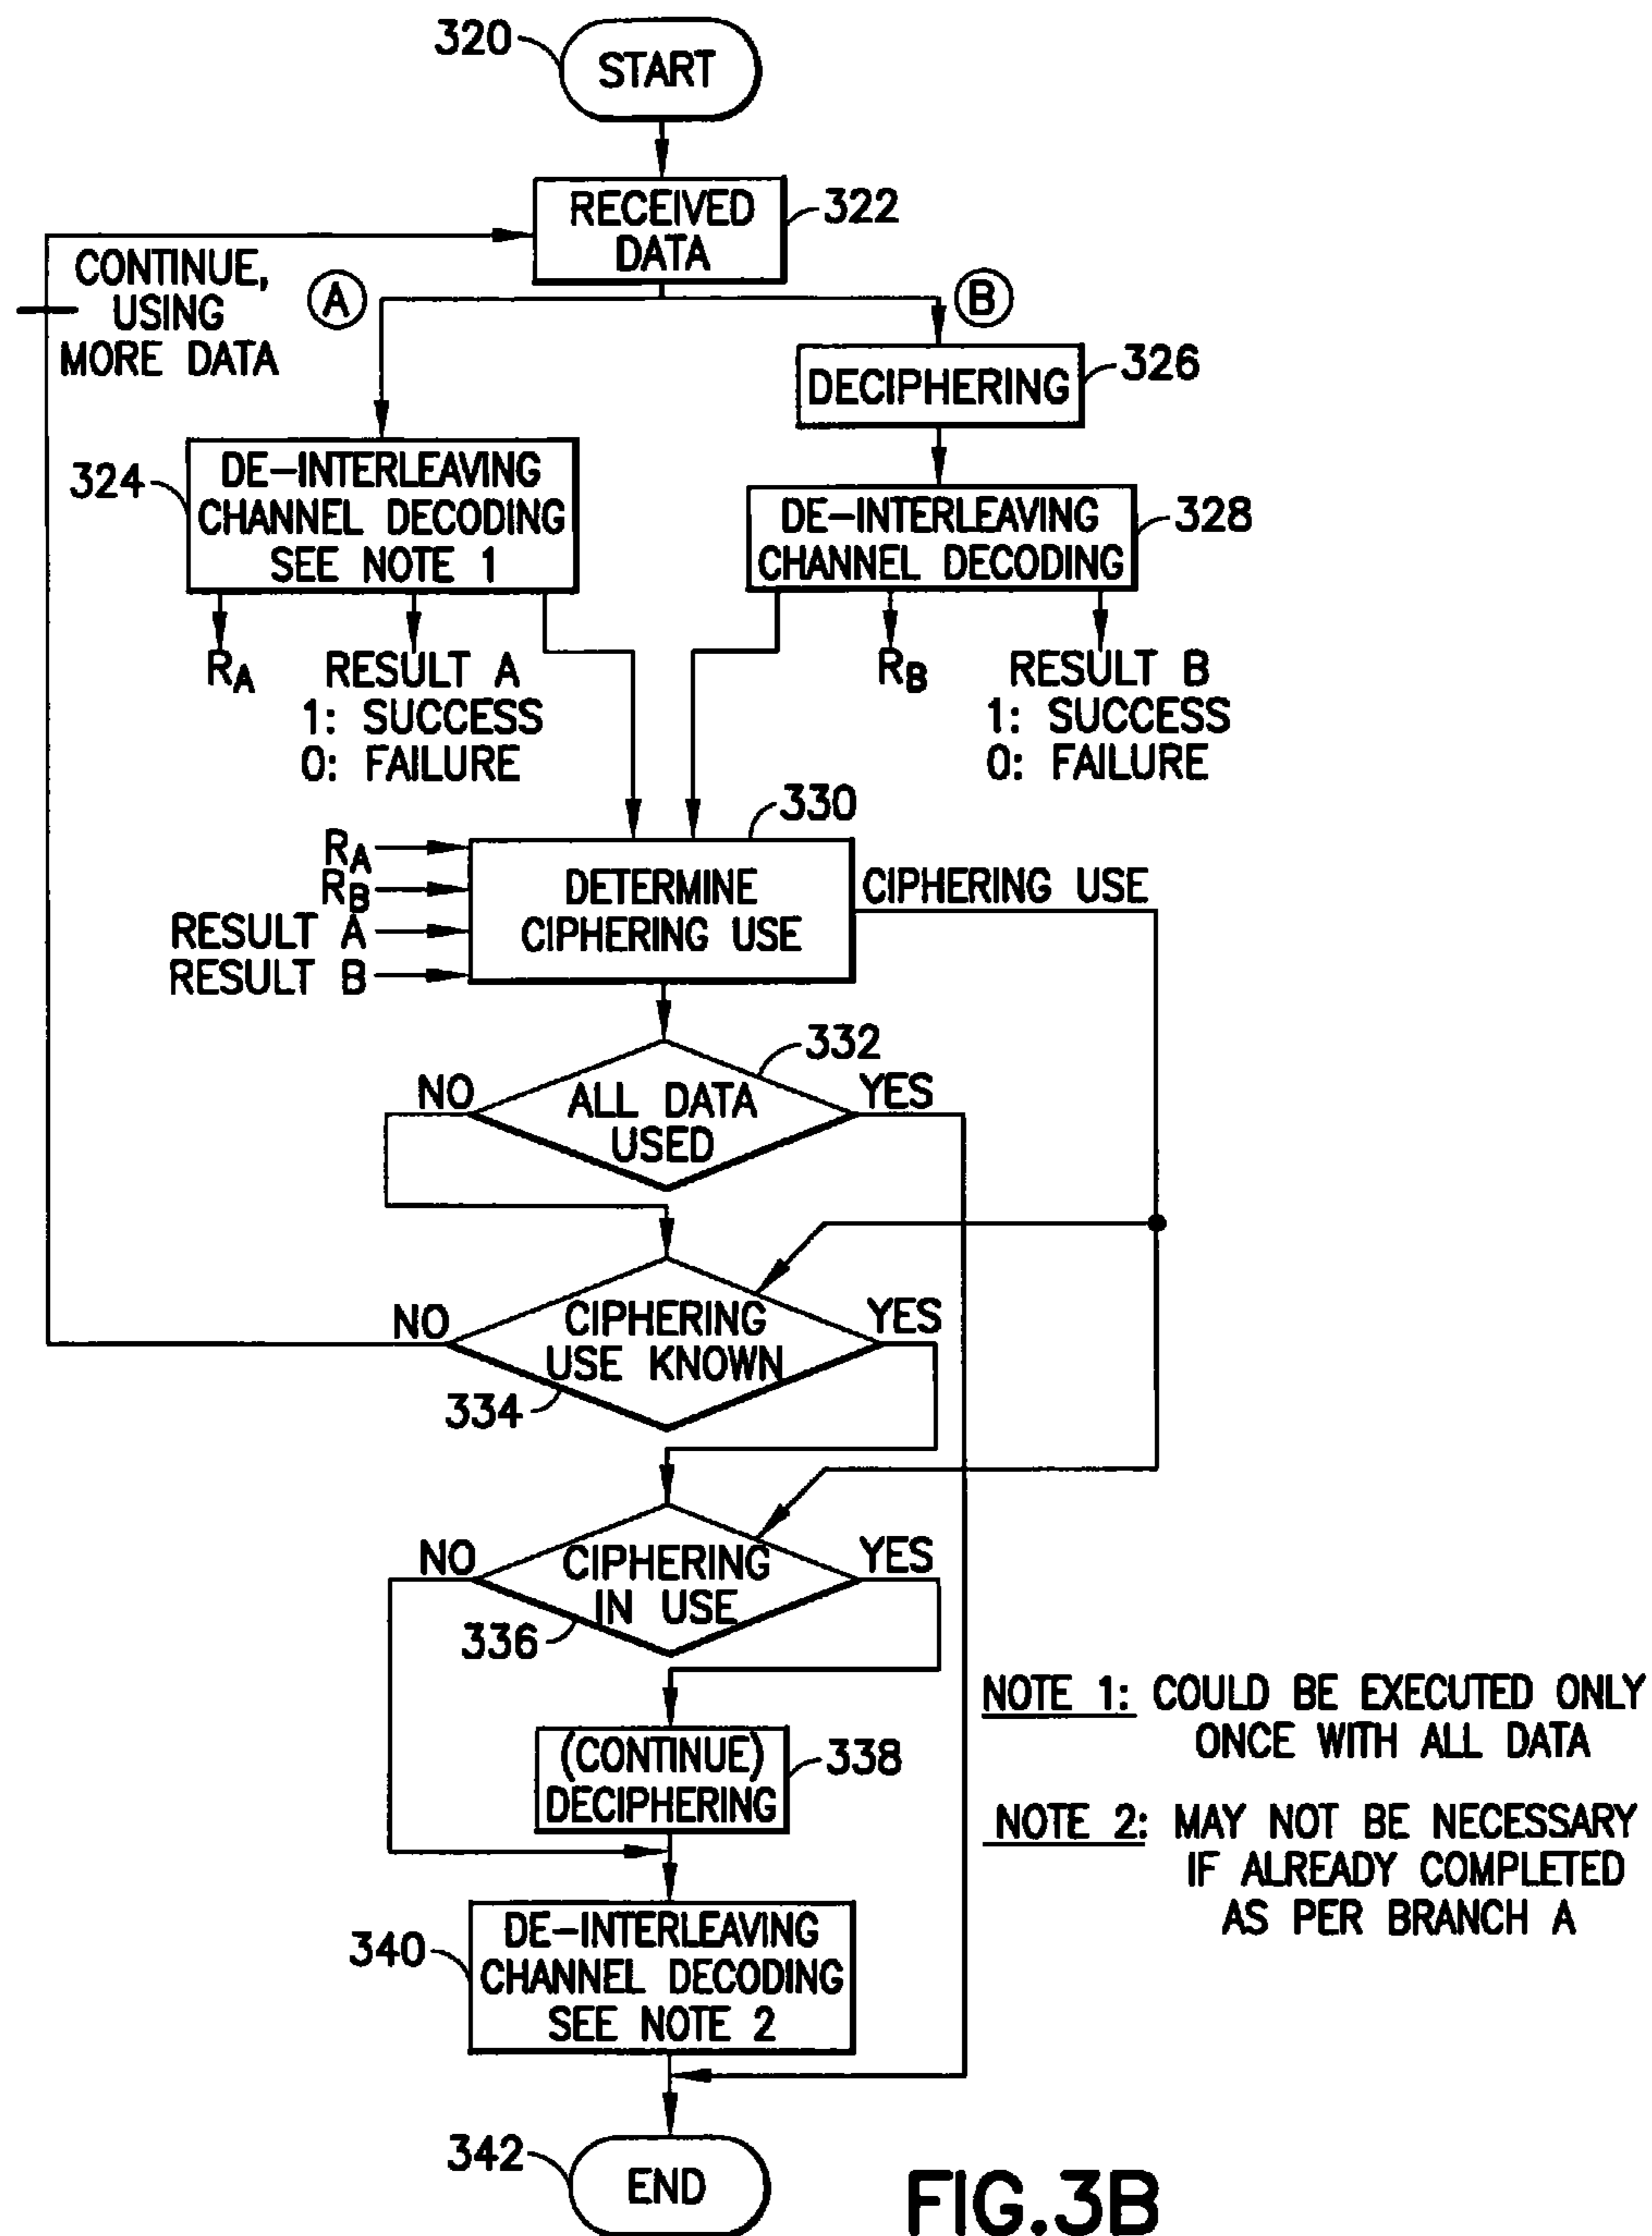 320
START
RECEIVED
DATA
322
CONTINUE,
USING
MORE DATA
A
B
DECIPHERING
326
324
DE-INTERLEAVING
CHANNEL DECODING
SEE NOTE 1
DE-INTERLEAVING
CHANNEL DECODING
328
RA
RESULT A
1: SUCCESS
0: FAILURE
RB
RESULT B
1: SUCCESS
0: FAILURE
330
RA
RB
RESULT A
RESULT B
DETERMINE
CIPHERING USE
CIPHERING USE
332
NO
ALL DATA
USED
YES
NO
CIPHERING
USE KNOWN
YES
334
NO
CIPHERING
IN USE
YES
336
(CONTINUE)
DECIPHERING
338
NOTE 1: COULD BE EXECUTED ONLY
ONCE WITH ALL DATA
NOTE 2: MAY NOT BE NECESSARY
IF ALREADY COMPLETED
AS PER BRANCH A
340
DE-INTERLEAVING
CHANNEL DECODING
SEE NOTE 2
342
END
FIG.3B